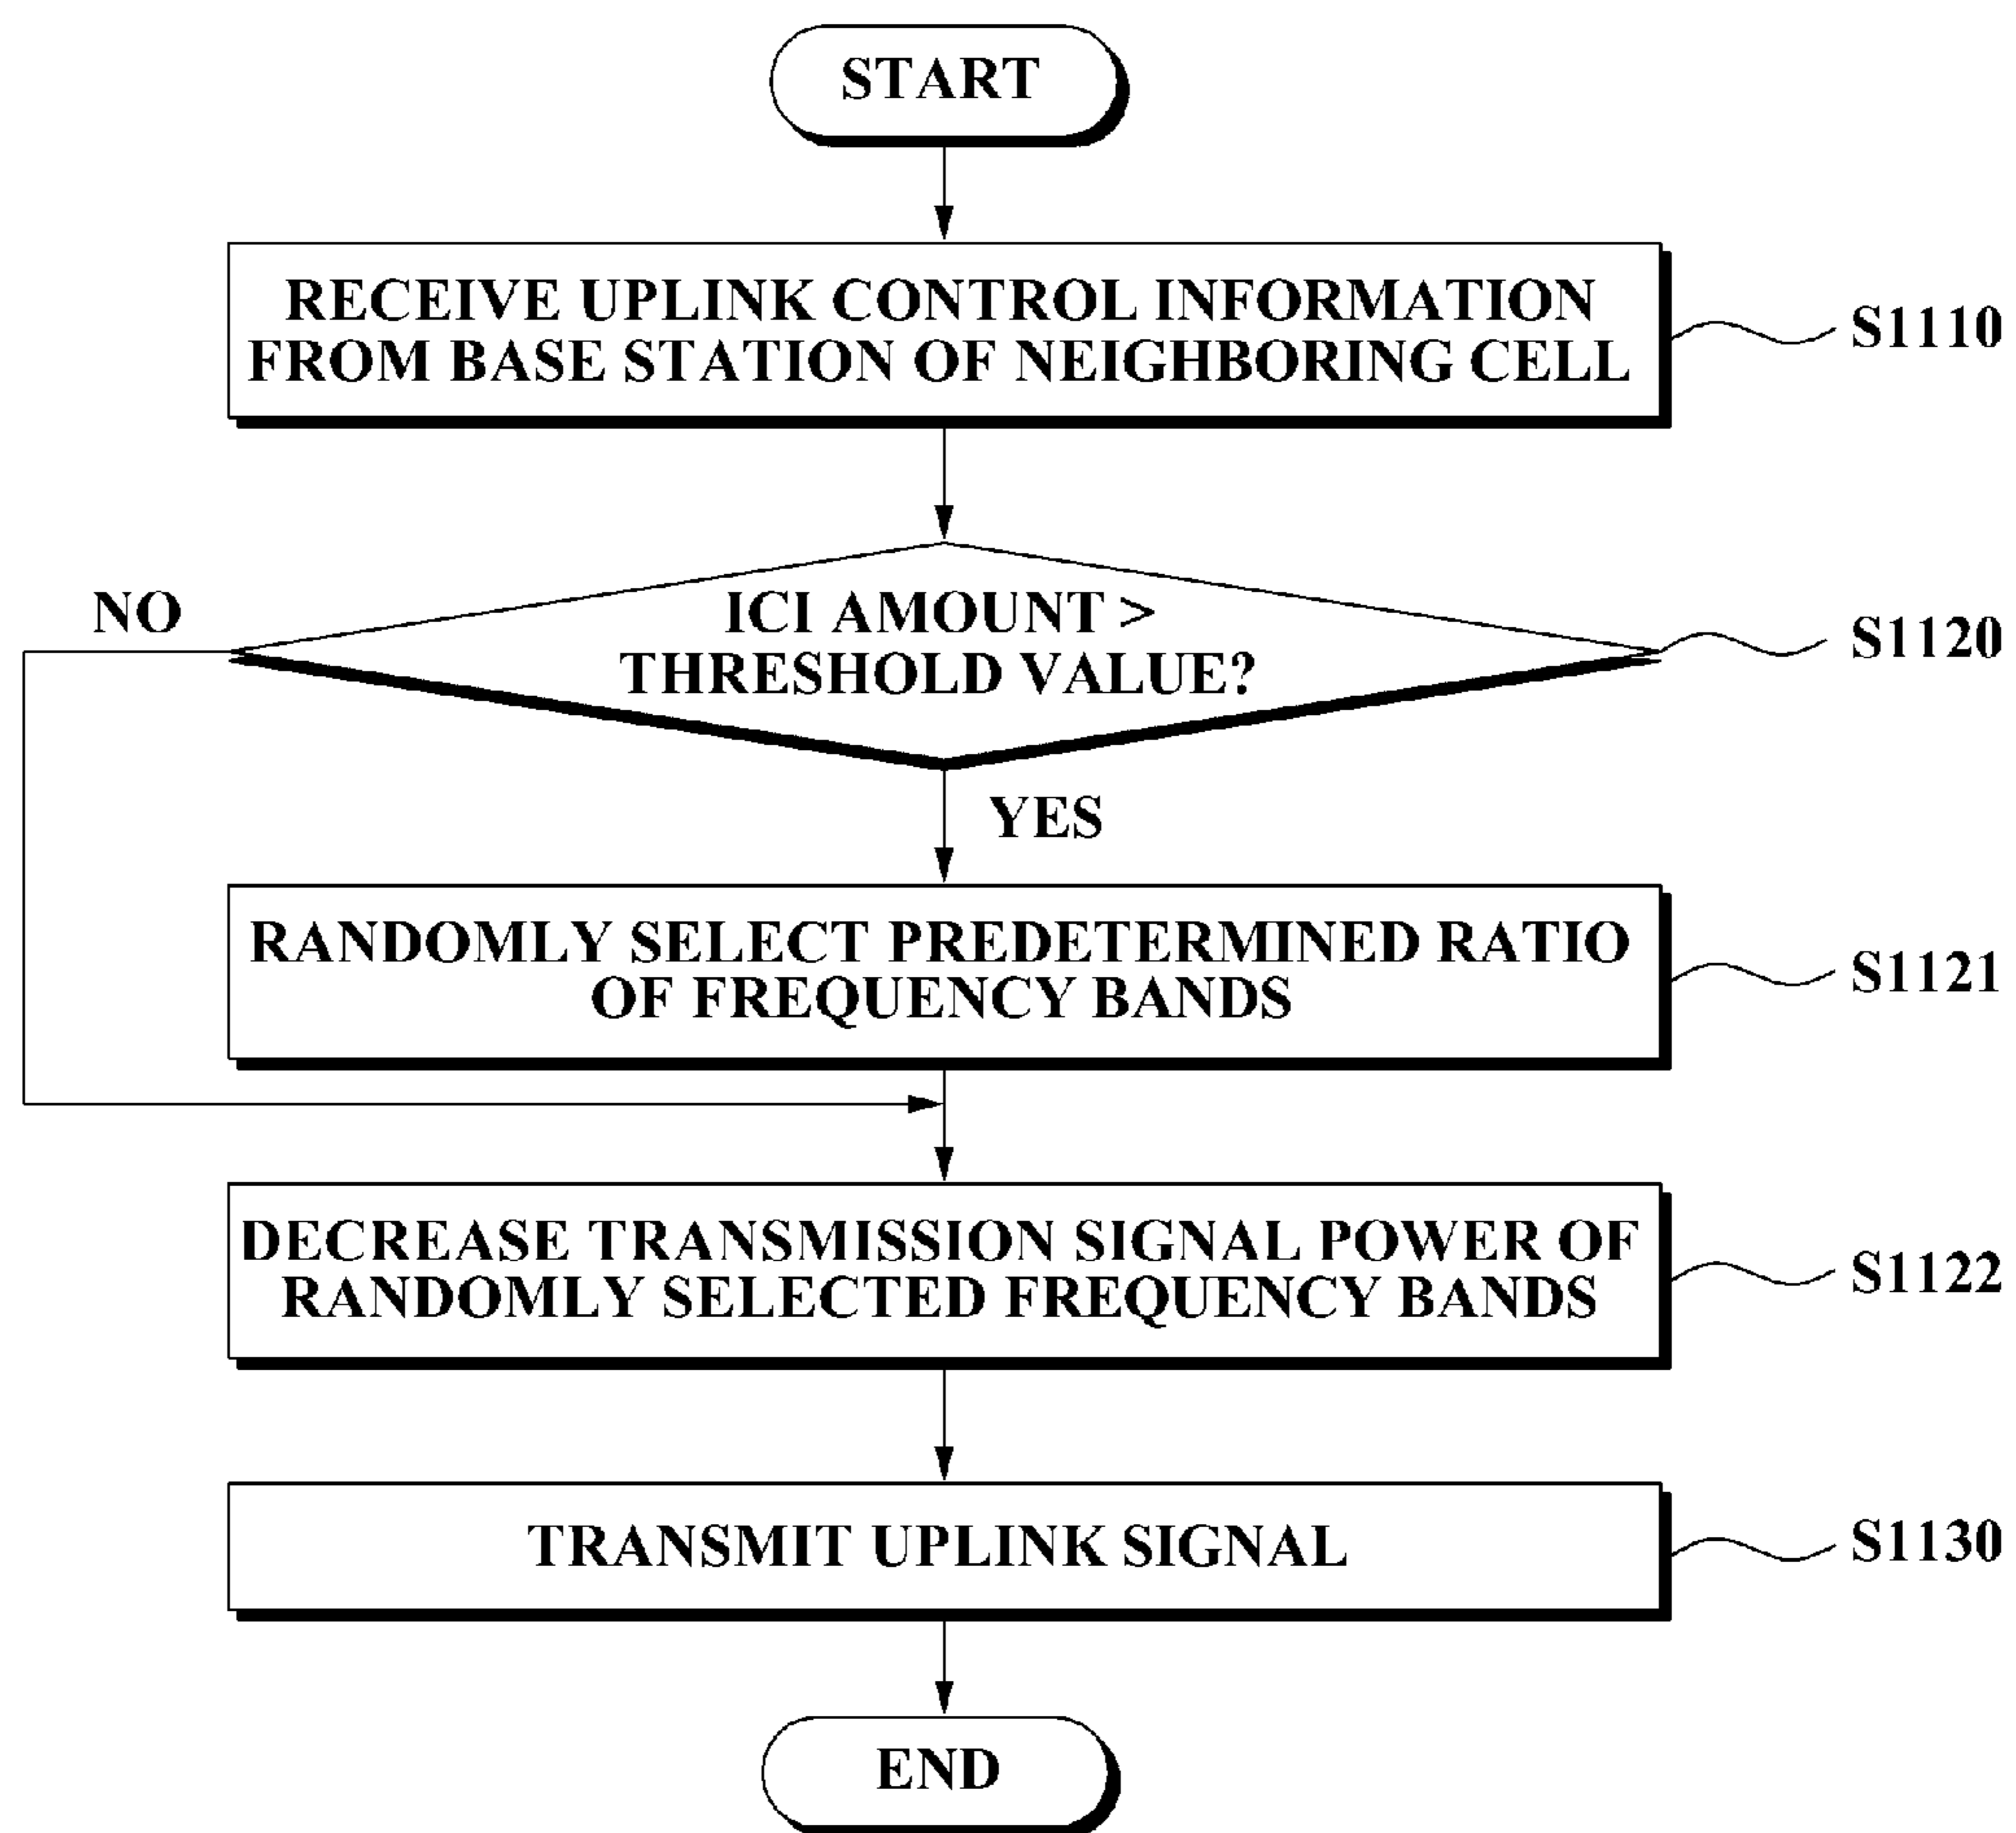 START
RECEIVE UPLINK CONTROL INFORMATION
FROM BASE STATION OF NEIGHBORING CELL
S1110
NO
ICI AMOUNT >
THRESHOLD VALUE?
S1120
YES
RANDOMLY SELECT PREDETERMINED RATIO
OF FREQUENCY BANDS
S1121
DECREASE TRANSMISSION SIGNAL POWER OF
RANDOMLY SELECTED FREQUENCY BANDS
S1122
TRANSMIT UPLINK SIGNAL
S1130
END